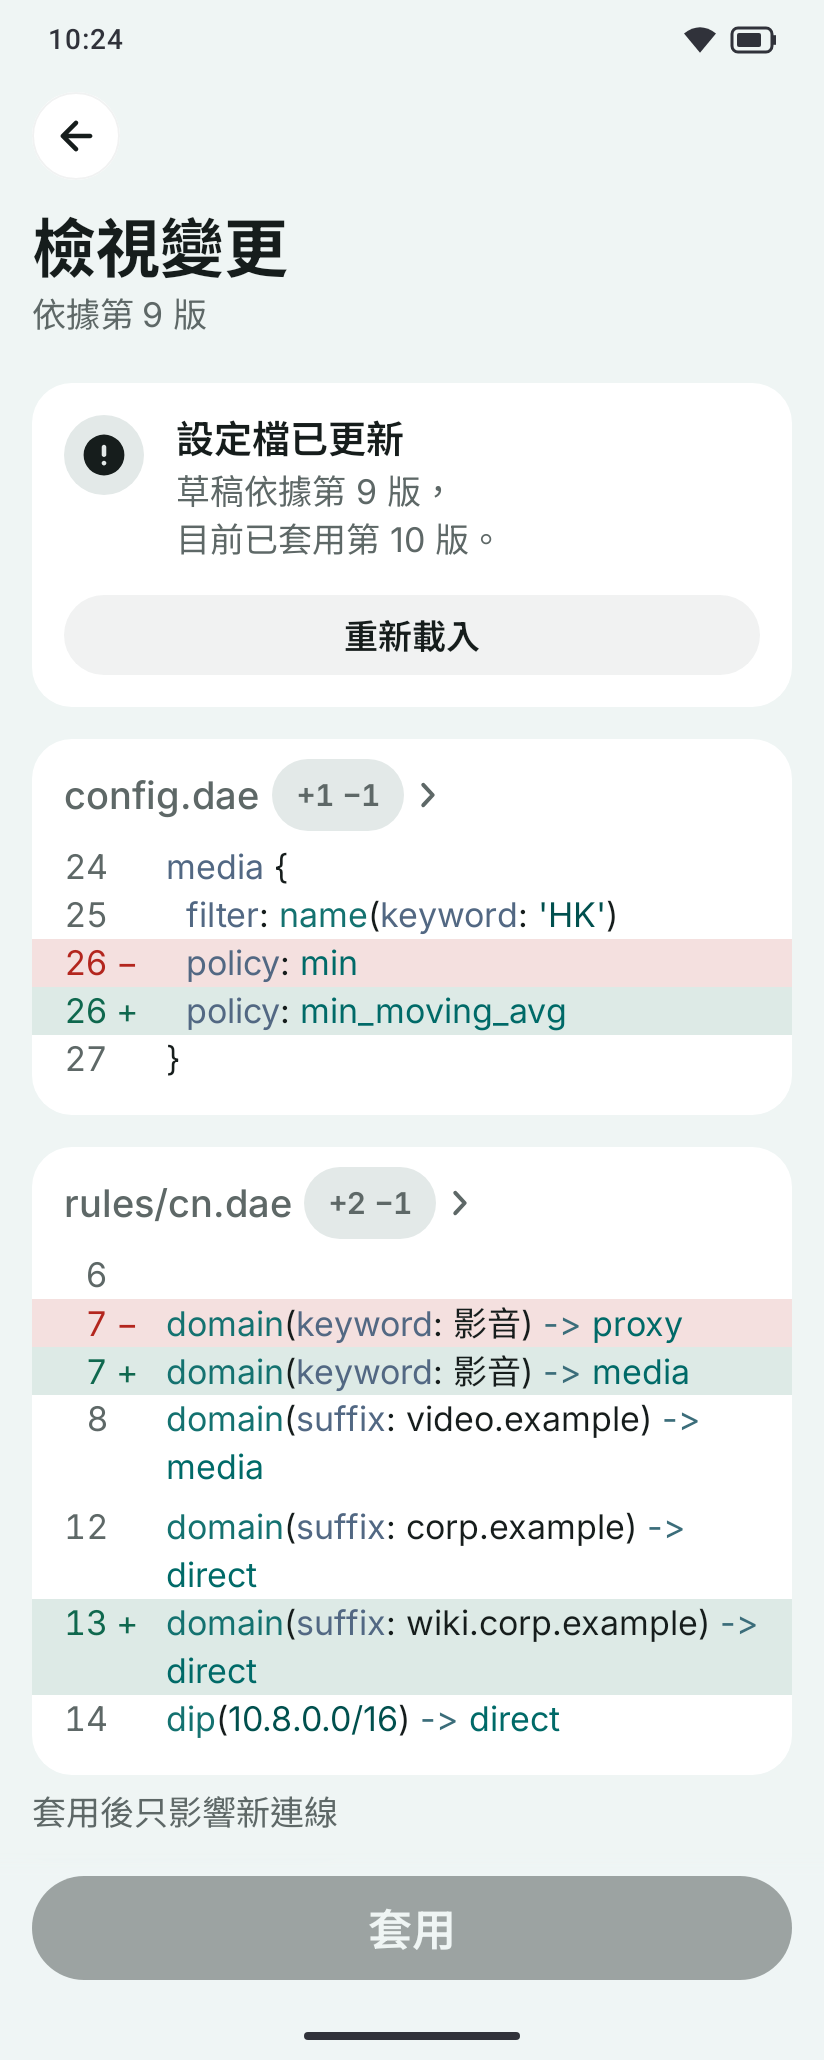 10:24
檢視變更
依據第 9 版
設定檔已更新
草稿依據第 9 版，
目前已套用第 10 版。
重新載入
config.dae +1 −1
24 media {
25 filter: name(keyword: 'HK')
26 − policy: min
26 + policy: min_moving_avg
27 }
rules/cn.dae +2 −1
6
7 − domain(keyword: 影音) -> proxy
7 + domain(keyword: 影音) -> media
8 domain(suffix: video.example) ->
media
12 domain(suffix: corp.example) ->
direct
13 + domain(suffix: wiki.corp.example) ->
direct
14 dip(10.8.0.0/16) -> direct
套用後只影響新連線
套用